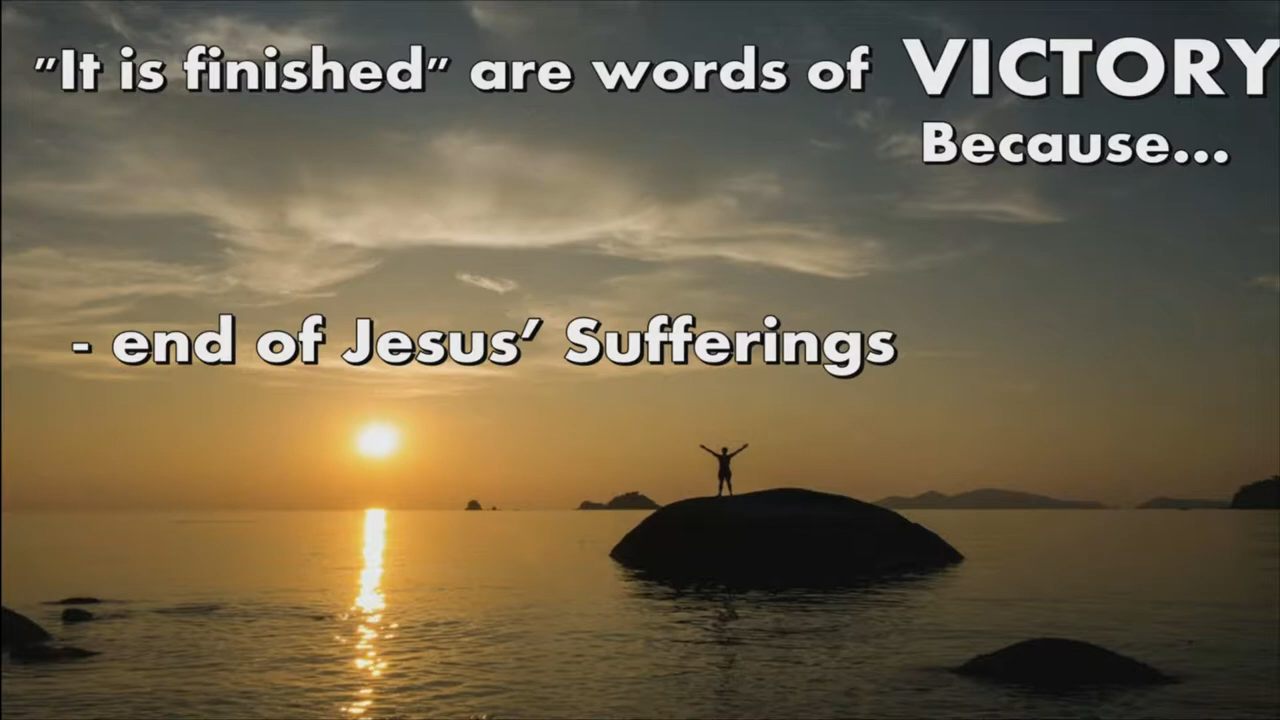 "It is finished" are words of VICTORY
Because...
- end of Jesus' Sufferings